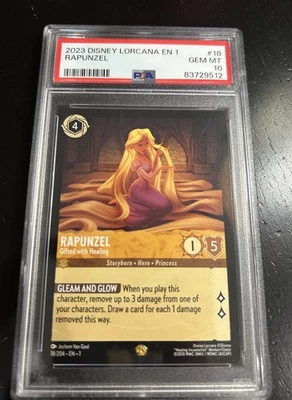 2023 DISNEY LORCANA EN 1 #18
RAPUNZEL GEM MT
10
PSA 83729512
4
RAPUNZEL
Gifted with Healing
1 5
Storyborn • Hero • Princess
GLEAM AND GLOW When you play this
character, remove up to 3 damage from one of
your characters. Draw a card for each 1 damage
removed this way.
Jochem Van Gool
18/204 • EN • 1
©Disney